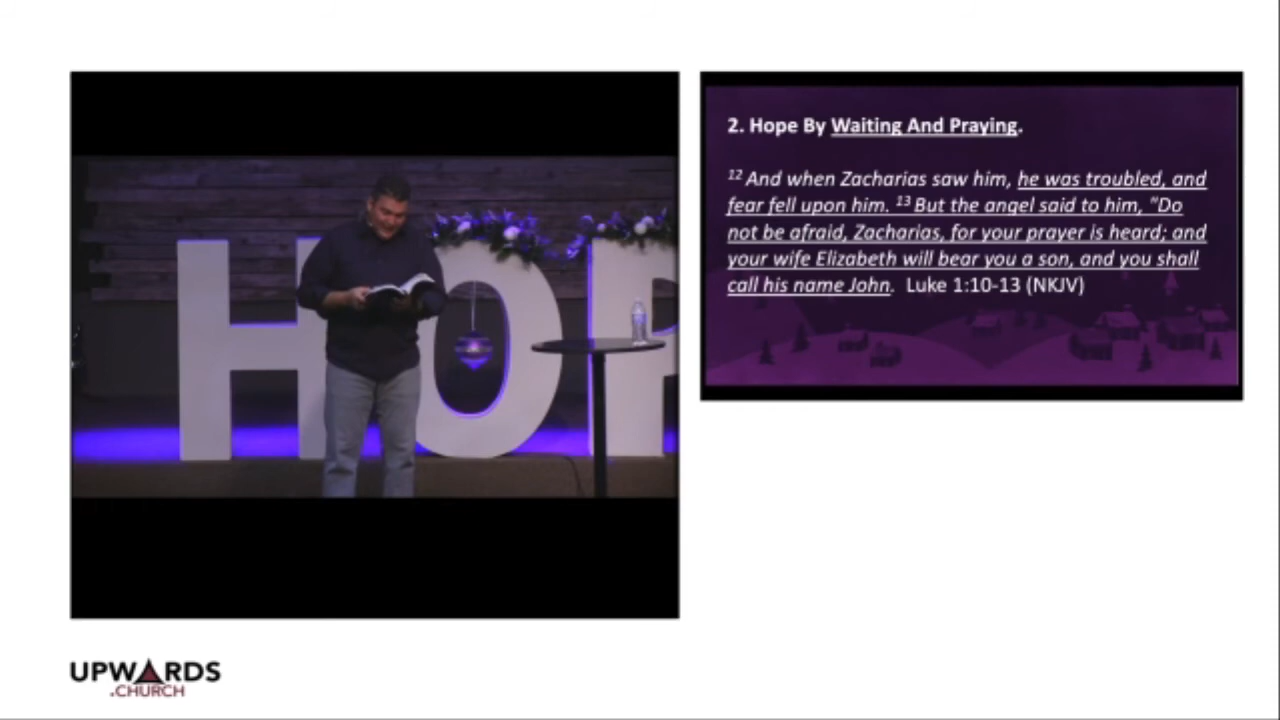 HOP
2. Hope By Waiting And Praying.
12 And when Zacharias saw him, he was troubled, and
fear fell upon him. 13 But the angel said to him, "Do
not be afraid, Zacharias, for your prayer is heard; and
your wife Elizabeth will bear you a son, and you shall
call his name John.  Luke 1:10-13 (NKJV)
UPWARDS
.CHURCH